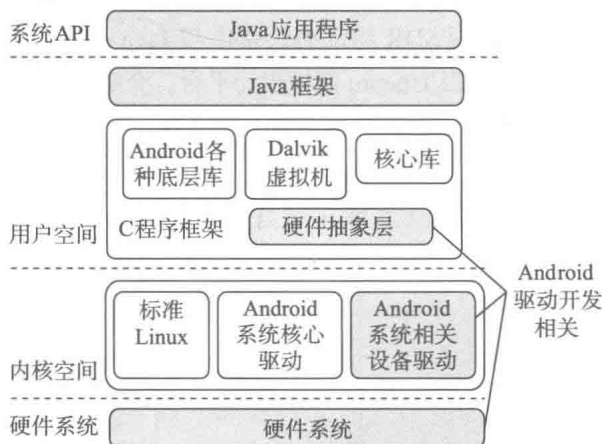 系统API
Java应用程序
Java框架
Android各
种底层库
Dalvik
虚拟机
核心库
用户空间
C程序框架
硬件抽象层
Android
驱动开发
相关
标准
Linux
Android
系统核心
驱动
Android
系统相关
设备驱动
内核空间
硬件系统
硬件系统